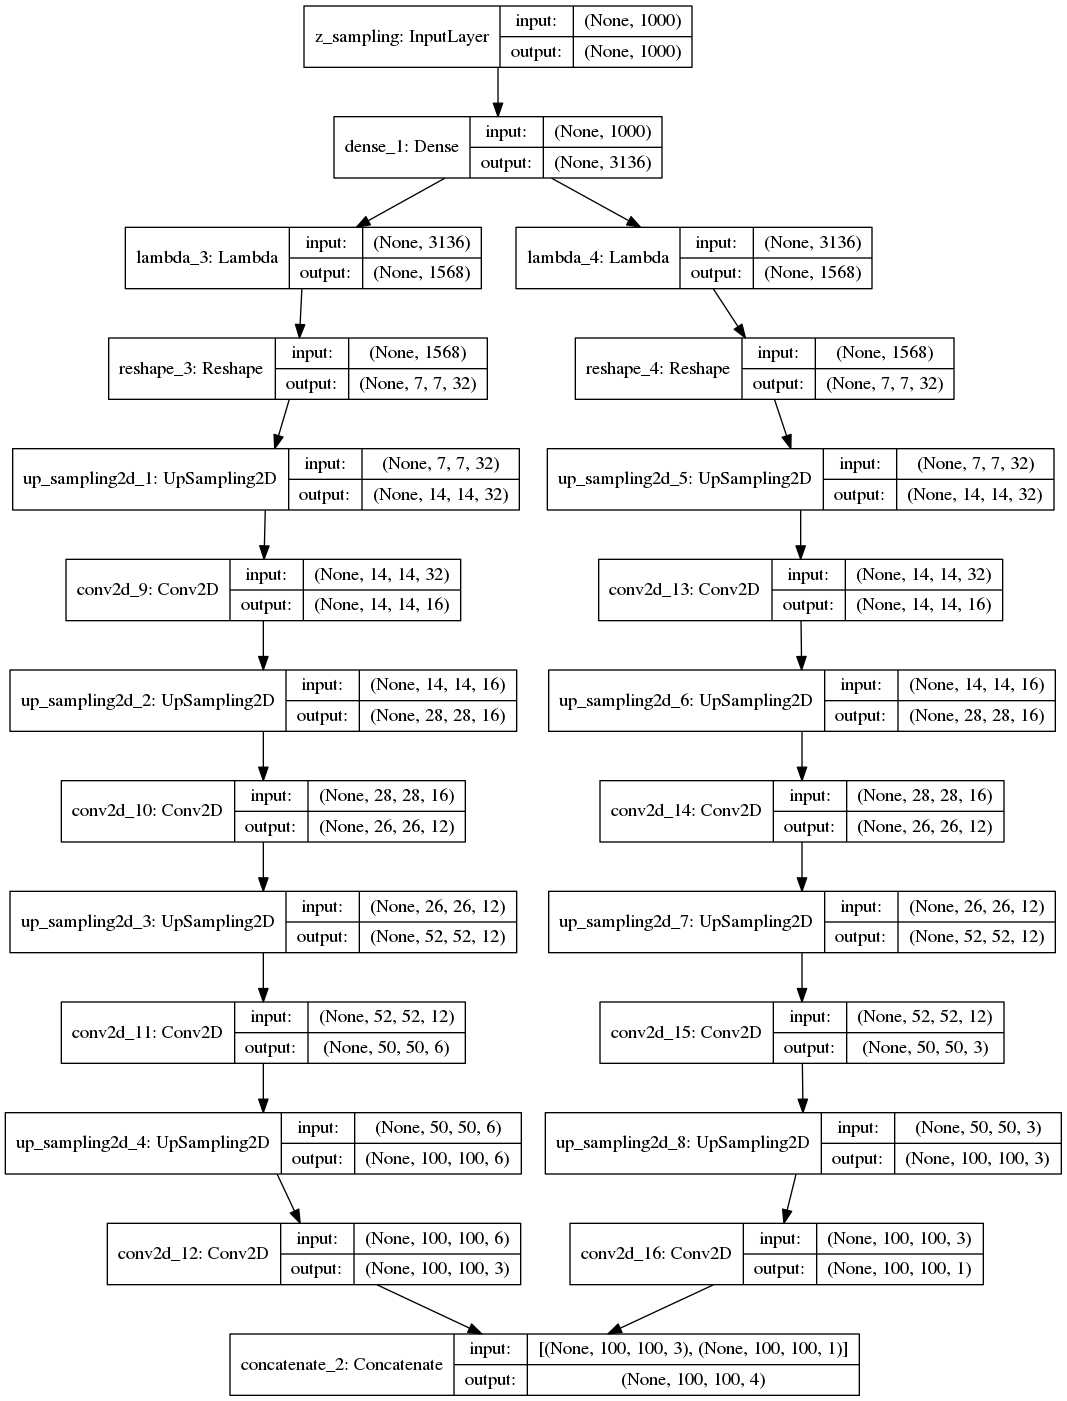 z_sampling: InputLayer
input: (None, 1000)
output: (None, 1000)
dense_1: Dense
input: (None, 1000)
output: (None, 3136)
lambda_3: Lambda
input: (None, 3136)
output: (None, 1568)
lambda_4: Lambda
input: (None, 3136)
output: (None, 1568)
reshape_3: Reshape
input: (None, 1568)
output: (None, 7, 7, 32)
reshape_4: Reshape
input: (None, 1568)
output: (None, 7, 7, 32)
up_sampling2d_1: UpSampling2D
input: (None, 7, 7, 32)
output: (None, 14, 14, 32)
up_sampling2d_5: UpSampling2D
input: (None, 7, 7, 32)
output: (None, 14, 14, 32)
conv2d_9: Conv2D
input: (None, 14, 14, 32)
output: (None, 14, 14, 16)
conv2d_13: Conv2D
input: (None, 14, 14, 32)
output: (None, 14, 14, 16)
up_sampling2d_2: UpSampling2D
input: (None, 14, 14, 16)
output: (None, 28, 28, 16)
up_sampling2d_6: UpSampling2D
input: (None, 14, 14, 16)
output: (None, 28, 28, 16)
conv2d_10: Conv2D
input: (None, 28, 28, 16)
output: (None, 26, 26, 12)
conv2d_14: Conv2D
input: (None, 28, 28, 16)
output: (None, 26, 26, 12)
up_sampling2d_3: UpSampling2D
input: (None, 26, 26, 12)
output: (None, 52, 52, 12)
up_sampling2d_7: UpSampling2D
input: (None, 26, 26, 12)
output: (None, 52, 52, 12)
conv2d_11: Conv2D
input: (None, 52, 52, 12)
output: (None, 50, 50, 6)
conv2d_15: Conv2D
input: (None, 52, 52, 12)
output: (None, 50, 50, 3)
up_sampling2d_4: UpSampling2D
input: (None, 50, 50, 6)
output: (None, 100, 100, 6)
up_sampling2d_8: UpSampling2D
input: (None, 50, 50, 3)
output: (None, 100, 100, 3)
conv2d_12: Conv2D
input: (None, 100, 100, 6)
output: (None, 100, 100, 3)
conv2d_16: Conv2D
input: (None, 100, 100, 3)
output: (None, 100, 100, 1)
concatenate_2: Concatenate
input: [(None, 100, 100, 3), (None, 100, 100, 1)]
output: (None, 100, 100, 4)